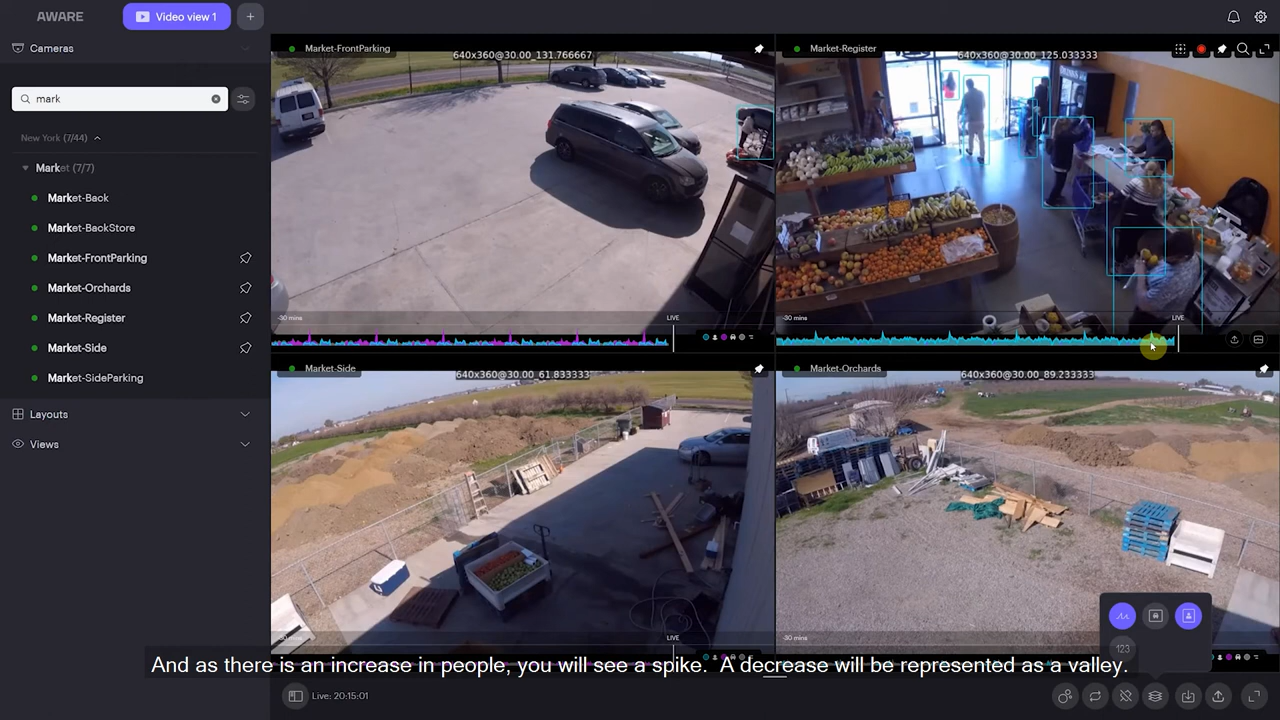 AWARE
Video view 1
Cameras
mark
New York (7/44)
Market (7/7)
Market-Back
Market-BackStore
Market-FrontParking
Market-Orchards
Market-Register
Market-Side
Market-SideParking
Layouts
Views
Market-FrontParking
640x360@30.00_131.766667
-30 mins
LIVE
Market-Register
640x360@30.00_125.033333
-30 mins
LIVE
Market-Side
640x360@30.00_61.833333
-30 mins
LIVE
Market-Orchards
640x360@30.00_89.233333
-30 mins
123
And as there is an increase in people, you will see a spike. A decrease will be represented as a valley.
Live: 20:15:01